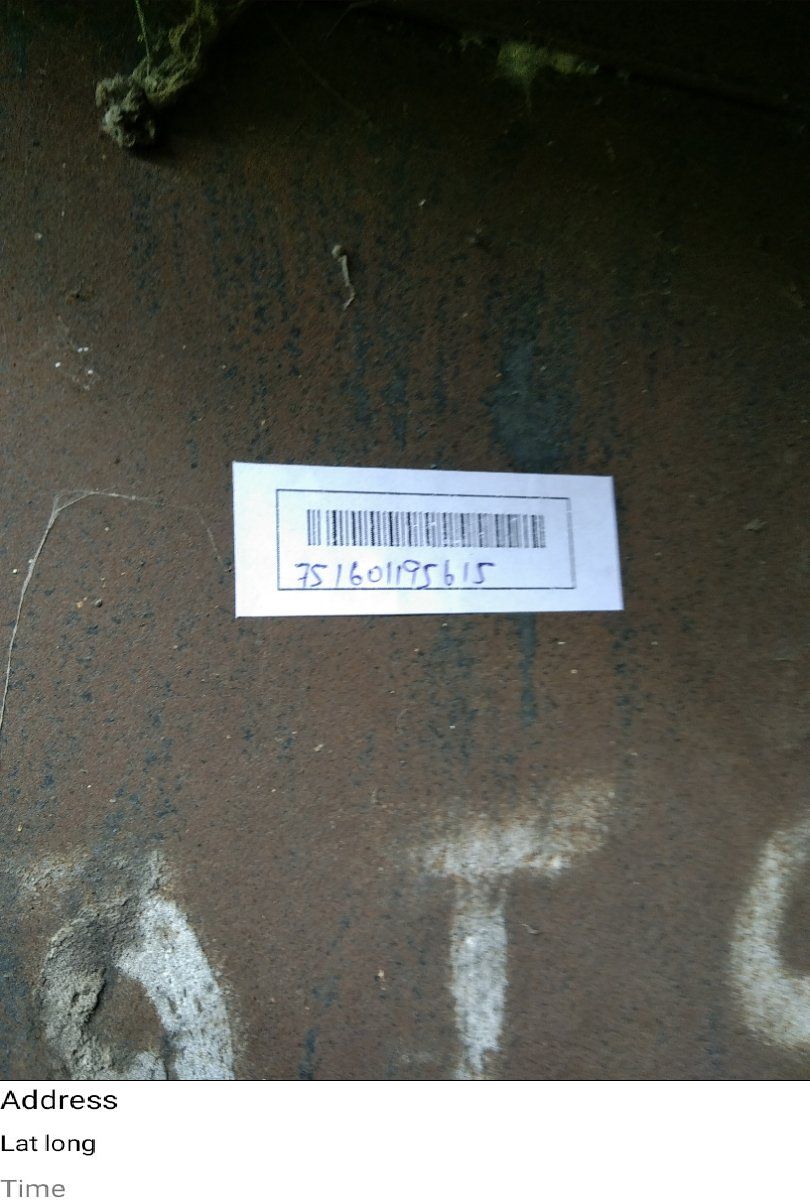 751601195615
T
Address
Lat long
Time